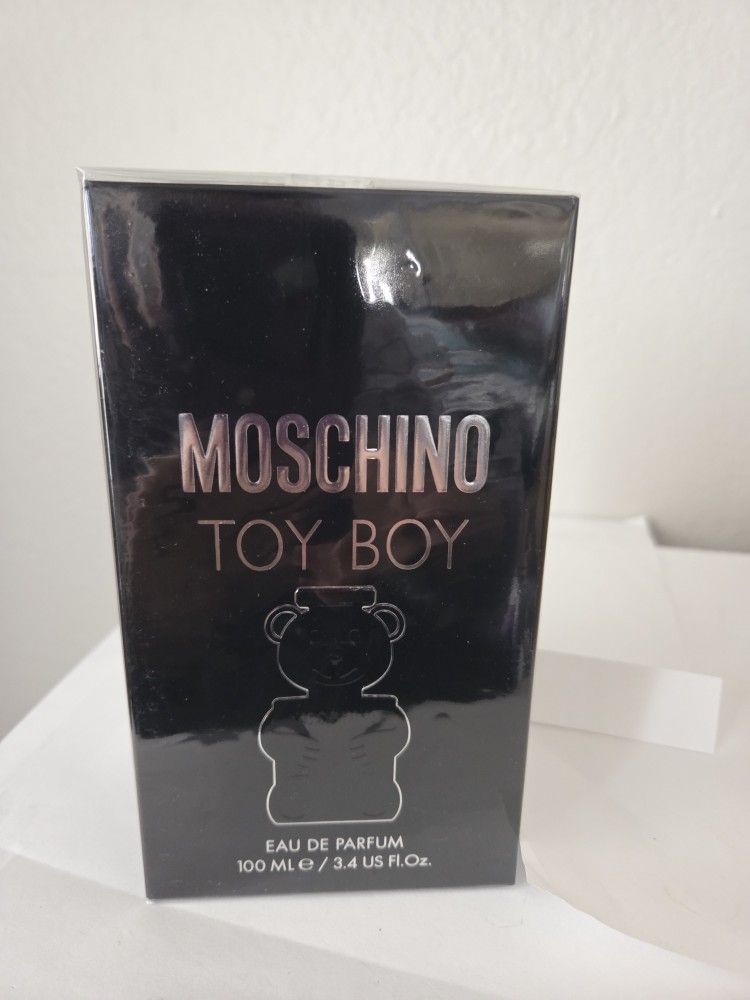 MOSCHINO
TOY BOY
EAU DE PARFUM
100 ML ℮ / 3.4 US Fl.Oz.